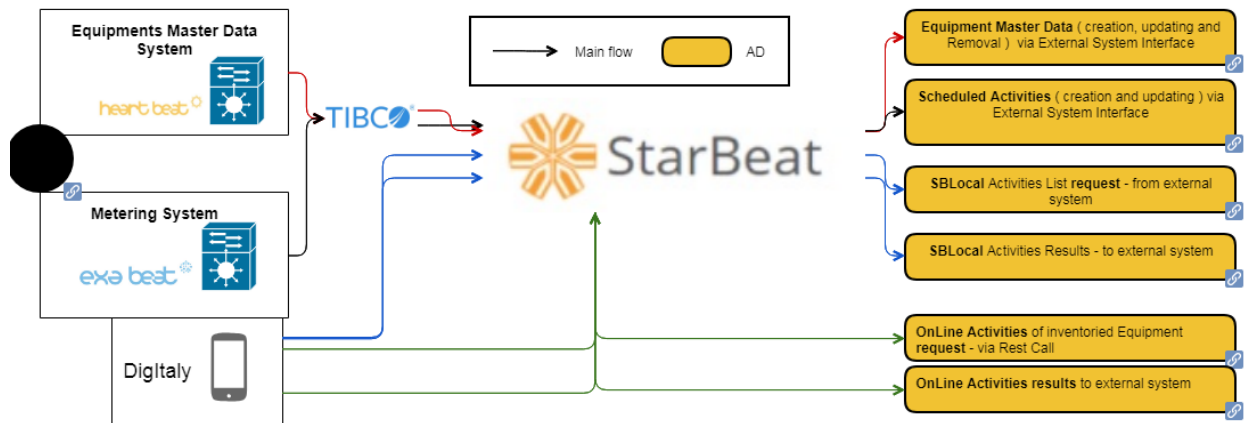 Equipments Master Data
System
heart beat
TIBCO®
Metering System
exa beat
DigItaly
Main flow
AD
StarBeat
Equipment Master Data ( creation, updating and
Removal ) via External System Interface
Scheduled Activities ( creation and updating ) via
External System Interface
SBLocal Activities List request - from external
system
SBLocal Activities Results - to external system
OnLine Activities of inventoried Equipment
request - via Rest Call
OnLine Activities results to external system